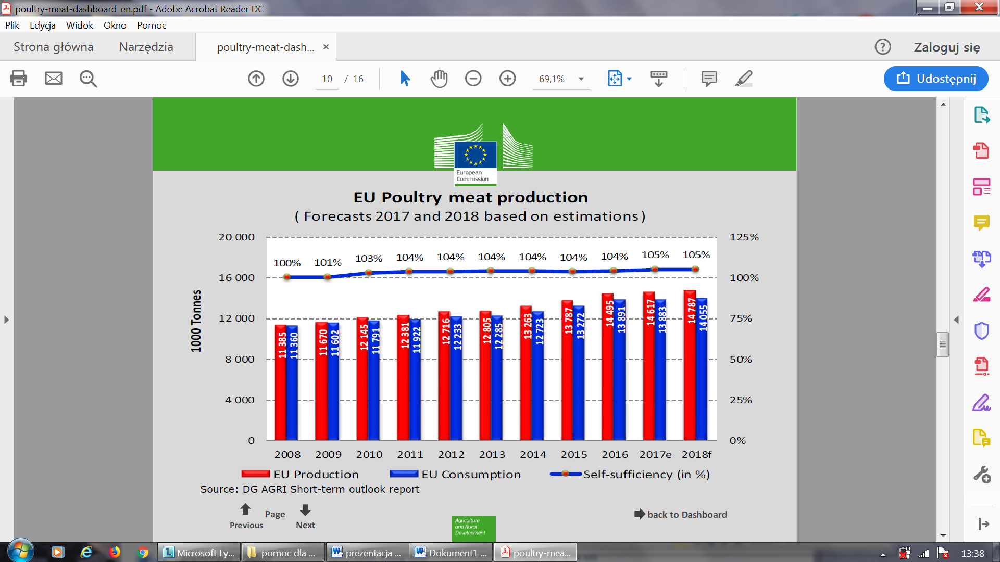 poultry-meat-dashboard_en.pdf - Adobe Acrobat Reader DC
Plik Edycja Widok Okno Pomoc
Strona główna Narzędzia poultry-meat-dash... × ? Zaloguj się
10 / 16 69,1% Udostępnij
European
Commission
EU Poultry meat production
( Forecasts 2017 and 2018 based on estimations )
20 000 125%
100% 101% 103% 104% 104% 104% 104% 104% 104% 105% 105%
16 000 100%
12 000 75%
8 000 50%
4 000 25%
0 0%
1000 Tonnes
11 385 11 360 11 670 11 602 12 145 11 791 12 381 11 922 12 716 12 233 12 805 12 285 13 263 12 723 13 787 13 272 14 495 13 891 14 617 13 883 14 787 14 055
2008 2009 2010 2011 2012 2013 2014 2015 2016 2017e 2018f
EU Production EU Consumption Self-sufficiency (in %)
Source: DG AGRI Short-term outlook report
Previous Page Next
back to Dashboard
Agriculture
and Rural
Development
Microsoft Ly... pomoc dla ... prezentacja ... Dokument1 ... poultry-mea... 13:38